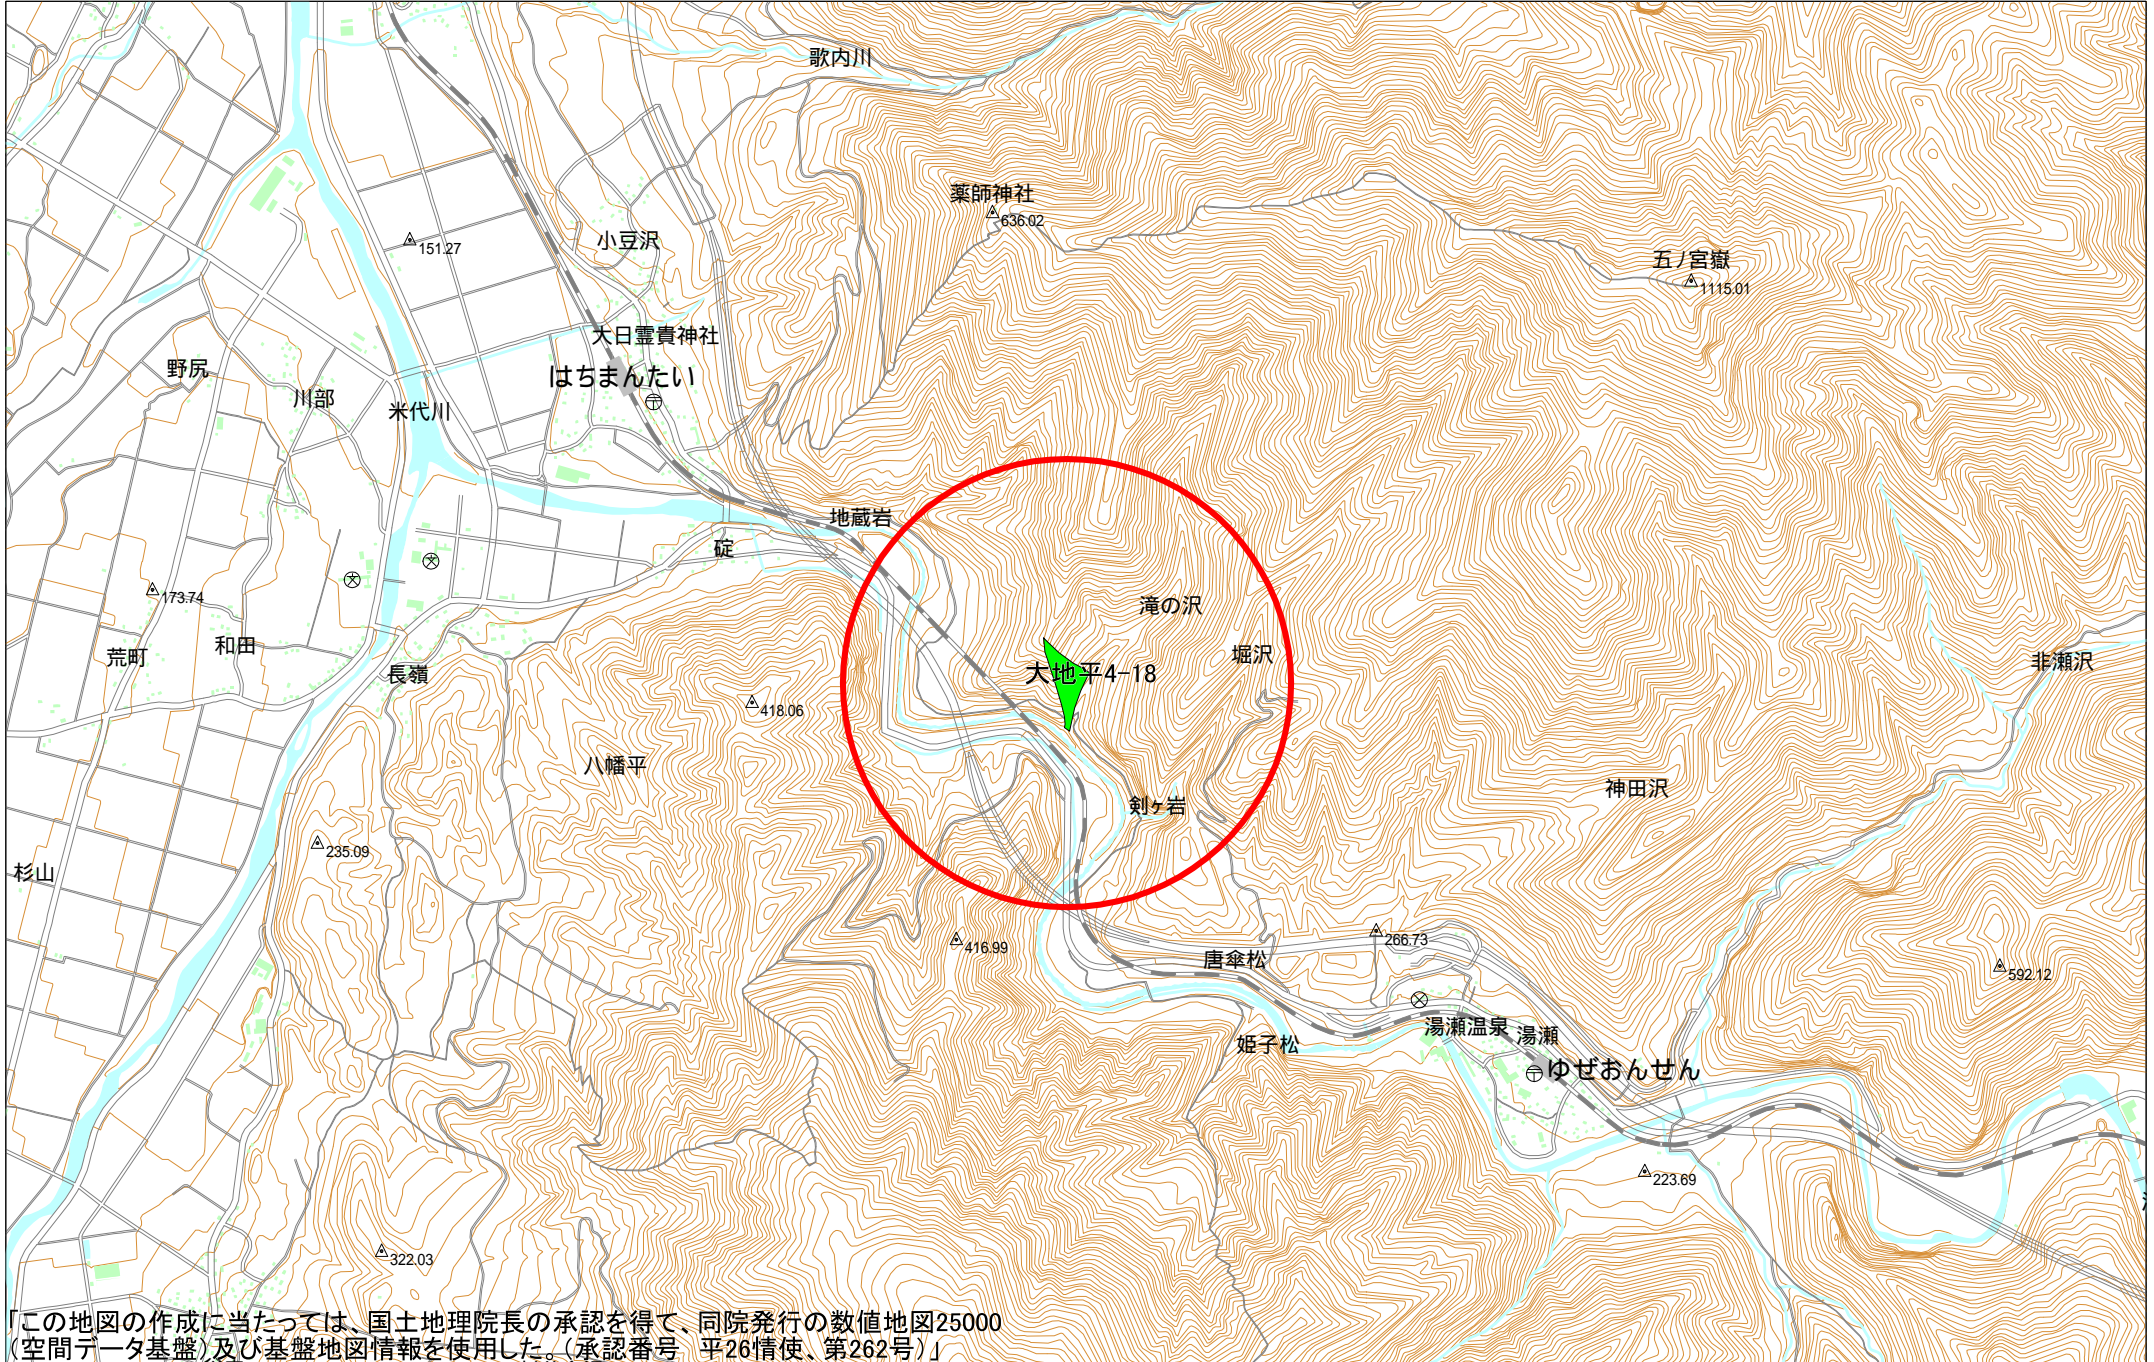 歌内川
薬師神社
636.02
小豆沢
151.27
五ノ宮嶽
1115.01
大日霊貴神社
野尻
はちまんたい
川部
米代川
地蔵岩
碇
173.74
滝の沢
和田
荒町
堀沢
非瀬沢
長嶺
大地平4-18
418.06
八幡平
神田沢
剣ヶ岩
235.09
杉山
266.73
416.99
唐傘松
592.12
湯瀬温泉
湯瀬
姫子松
ゆぜおんせん
223.69
322.03
「この地図の作成に当たっては、国土地理院長の承認を得て、同院発行の数値地図25000
(空間データ基盤)及び基盤地図情報を使用した。(承認番号 平26情使、第262号)」